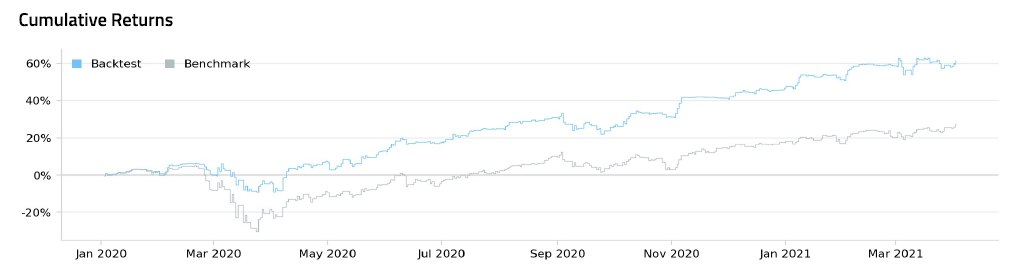 Cumulative Returns
Backtest Benchmark
60%
40%
20%
0%
-20%
Jan 2020 Mar 2020 May 2020 Jul 2020 Sep 2020 Nov 2020 Jan 2021 Mar 2021